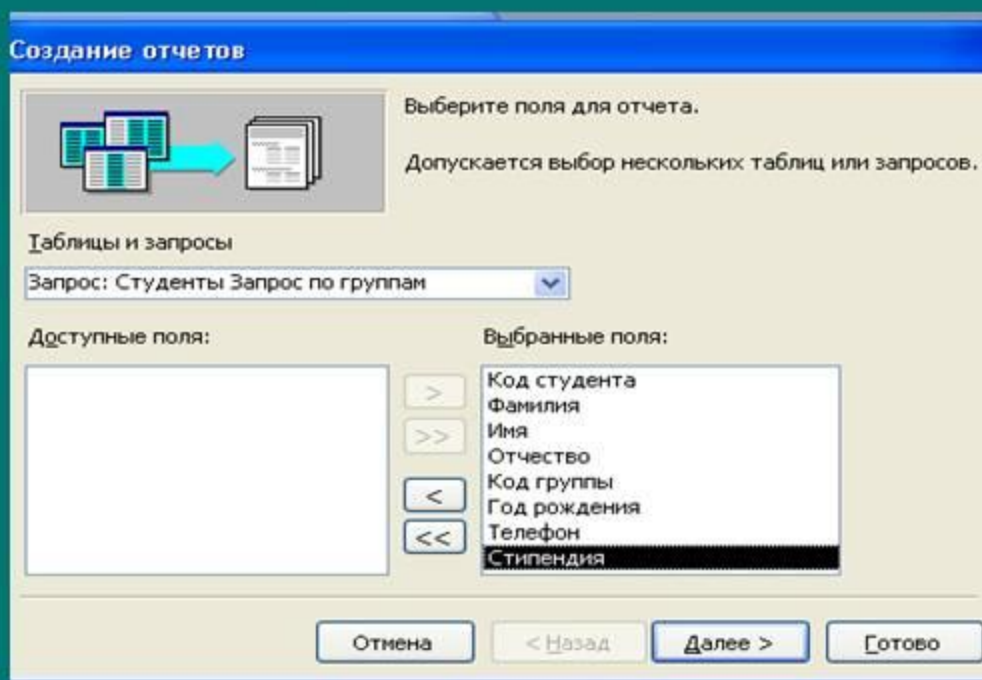 Создание отчетов
Выберите поля для отчета.
Допускается выбор нескольких таблиц или запросов.
Таблицы и запросы
Запрос: Студенты Запрос по группам
Доступные поля:
Выбранные поля:
>
>>
<
<<
Код студента
Фамилия
Имя
Отчество
Код группы
Год рождения
Телефон
Стипендия
Отмена
< Назад
Далее >
Готово